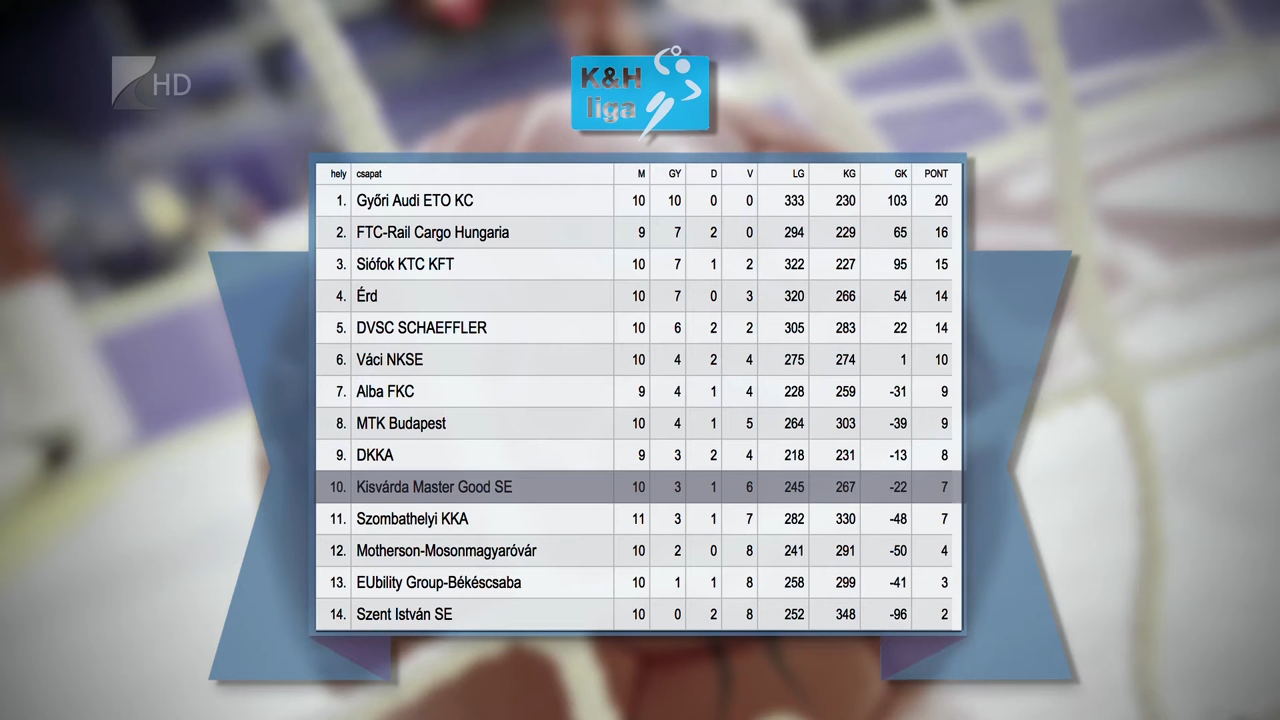 HD
K&H
liga
hely csapat M GY D V LG KG GK PONT
1. Győri Audi ETO KC 10 10 0 0 333 230 103 20
2. FTC-Rail Cargo Hungaria 9 7 2 0 294 229 65 16
3. Siófok KTC KFT 10 7 1 2 322 227 95 15
4. Érd 10 7 0 3 320 266 54 14
5. DVSC SCHAEFFLER 10 6 2 2 305 283 22 14
6. Váci NKSE 10 4 2 4 275 274 1 10
7. Alba FKC 9 4 1 4 228 259 -31 9
8. MTK Budapest 10 4 1 5 264 303 -39 9
9. DKKA 9 3 2 4 218 231 -13 8
10. Kisvárda Master Good SE 10 3 1 6 245 267 -22 7
11. Szombathelyi KKA 11 3 1 7 282 330 -48 7
12. Motherson-Mosonmagyaróvár 10 2 0 8 241 291 -50 4
13. EUbility Group-Békéscsaba 10 1 1 8 258 299 -41 3
14. Szent István SE 10 0 2 8 252 348 -96 2